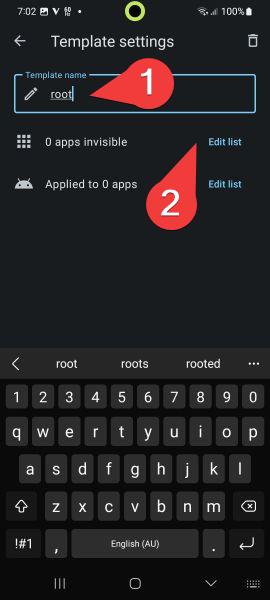 7:02
100%
Template settings
Template name
root
1
0 apps invisible Edit list
Applied to 0 apps Edit list
2
root roots rooted
1 2 3 4 5 6 7 8 9 0
q w e r t y u i o p
a s d f g h j k l
z x c v b n m
!#1 , English (AU) .